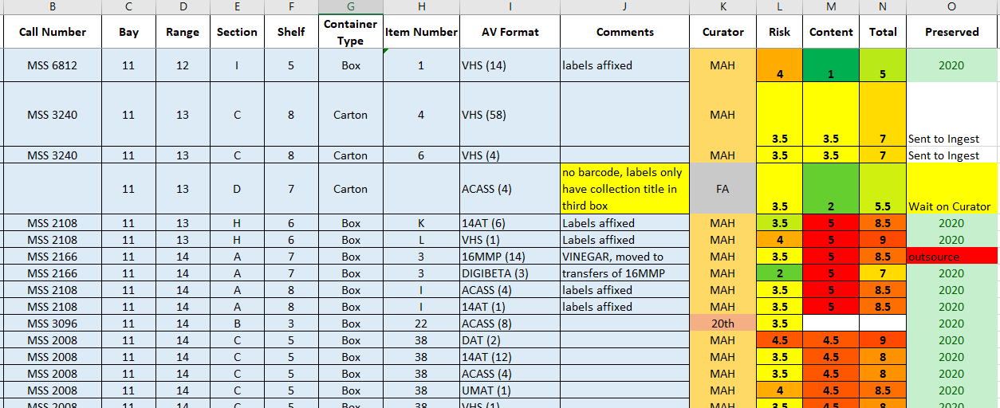 B C D E F G H I J K L M N O
Call Number Bay Range Section Shelf Container Type Item Number AV Format Comments Curator Risk Content Total Preserved
MSS 6812 11 12 I 5 Box 1 VHS (14) labels affixed MAH 4 1 5 2020
MSS 3240 11 13 C 8 Carton 4 VHS (58) MAH 3.5 3.5 7 Sent to Ingest
MSS 3240 11 13 C 8 Carton 6 VHS (4) MAH 3.5 3.5 7 Sent to Ingest
11 13 D 7 Carton ACASS (4) no barcode, labels only have collection title in third box FA 3.5 2 5.5 Wait on Curator
MSS 2108 11 13 H 6 Box K 14AT (6) Labels affixed MAH 3.5 5 8.5 2020
MSS 2108 11 13 H 6 Box L VHS (1) Labels affixed MAH 4 5 9 2020
MSS 2166 11 14 A 7 Box 3 16MMP (14) VINEGAR, moved to MAH 3.5 5 8.5 outsource
MSS 2166 11 14 A 7 Box 3 DIGIBETA (3) transfers of 16MMP MAH 2 5 7 2020
MSS 2108 11 14 A 8 Box I ACASS (4) labels affixed MAH 3.5 5 8.5 2020
MSS 2108 11 14 A 8 Box I 14AT (1) labels affixed MAH 3.5 5 8.5 2020
MSS 3096 11 14 B 3 Box 22 ACASS (8) 20th 3.5 2020
MSS 2008 11 14 C 5 Box 38 DAT (2) MAH 4.5 4.5 9 2020
MSS 2008 11 14 C 5 Box 38 14AT (12) MAH 3.5 4.5 8 2020
MSS 2008 11 14 C 5 Box 38 ACASS (4) MAH 3.5 4.5 8 2020
MSS 2008 11 14 C 5 Box 38 UMAT (1) MAH 4 4.5 8.5 2020
MSS 2008 11 14 C 5 Box 38 VHS (1) MAH 3.5 4.5 8 2020